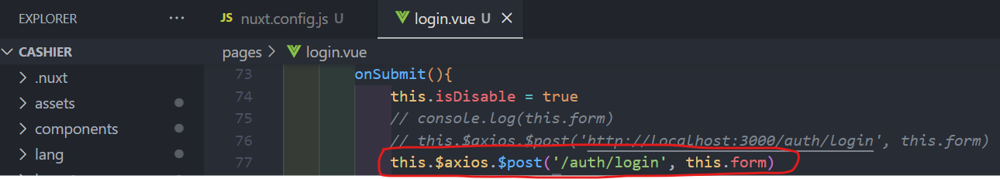 EXPLORER ··· JS nuxt.config.js U login.vue U ×
CASHIER pages > login.vue
> .nuxt
> assets
> components
> lang
73 onSubmit(){
74 this.isDisable = true
75 // console.log(this.form)
76 // this.$axios.$post('http://localhost:3000/auth/login', this.form)
77 this.$axios.$post('/auth/login', this.form)